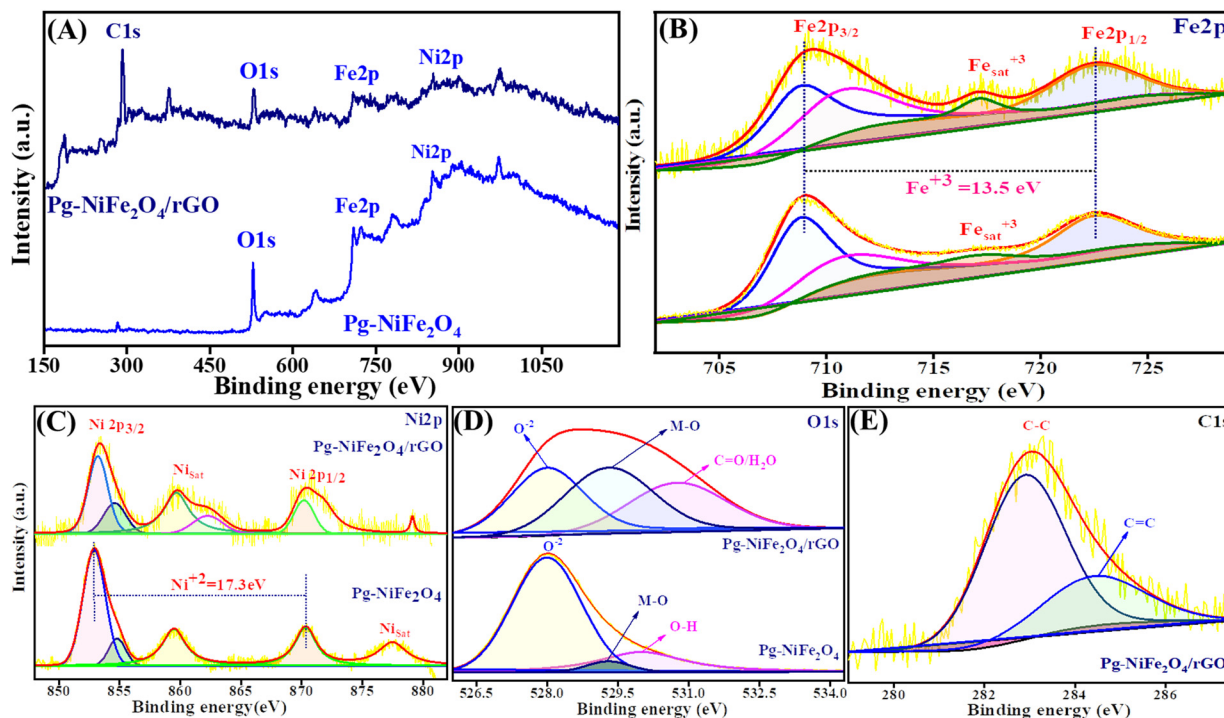 (A)
C1s
O1s
Fe2p
Ni2p
Pg-NiFe₂O₄/rGO
O1s
Fe2p
Ni2p
Pg-NiFe₂O₄
Intensity (a.u.)
150 300 450 600 750 900 1050
Binding energy (eV)
(B)
Fe2p
Fe2p₃/₂
Fe2p₁/₂
Feₛₐₜ⁺³
Fe⁺³ =13.5 eV
Feₛₐₜ⁺³
Intensity (a.u.)
705 710 715 720 725
Binding energy (eV)
(C)
Ni2p
Ni 2p₃/₂
Pg-NiFe₂O₄/rGO
Niₛₐₜ
Ni 2p₁/₂
Ni⁺²=17.3eV
Pg-NiFe₂O₄
Niₛₐₜ
Intensity (a.u.)
850 855 860 865 870 875 880
Binding energy(eV)
(D)
O1s
O⁻²
M-O
C=O/H₂O
Pg-NiFe₂O₄/rGO
O⁻²
M-O
O-H
Pg-NiFe₂O₄
526.5 528.0 529.5 531.0 532.5 534.0
Binding energy (eV)
(E)
C1s
C-C
C=C
Pg-NiFe₂O₄/rGO
280 282 284 286
Binding energy (eV)